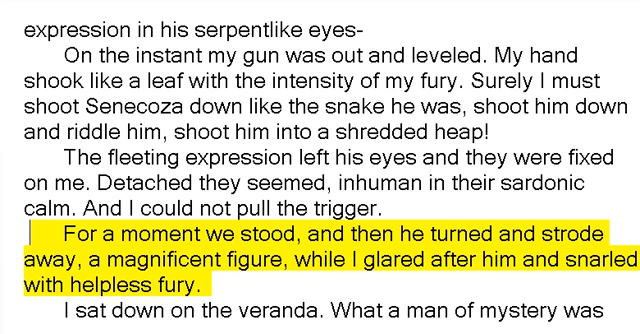 expression in his serpentlike eyes-
On the instant my gun was out and leveled. My hand
shook like a leaf with the intensity of my fury. Surely I must
shoot Senecoza down like the snake he was, shoot him down
and riddle him, shoot him into a shredded heap!
The fleeting expression left his eyes and they were fixed
on me. Detached they seemed, inhuman in their sardonic
calm. And I could not pull the trigger.
For a moment we stood, and then he turned and strode
away, a magnificent figure, while I glared after him and snarled
with helpless fury.
I sat down on the veranda. What a man of mystery was